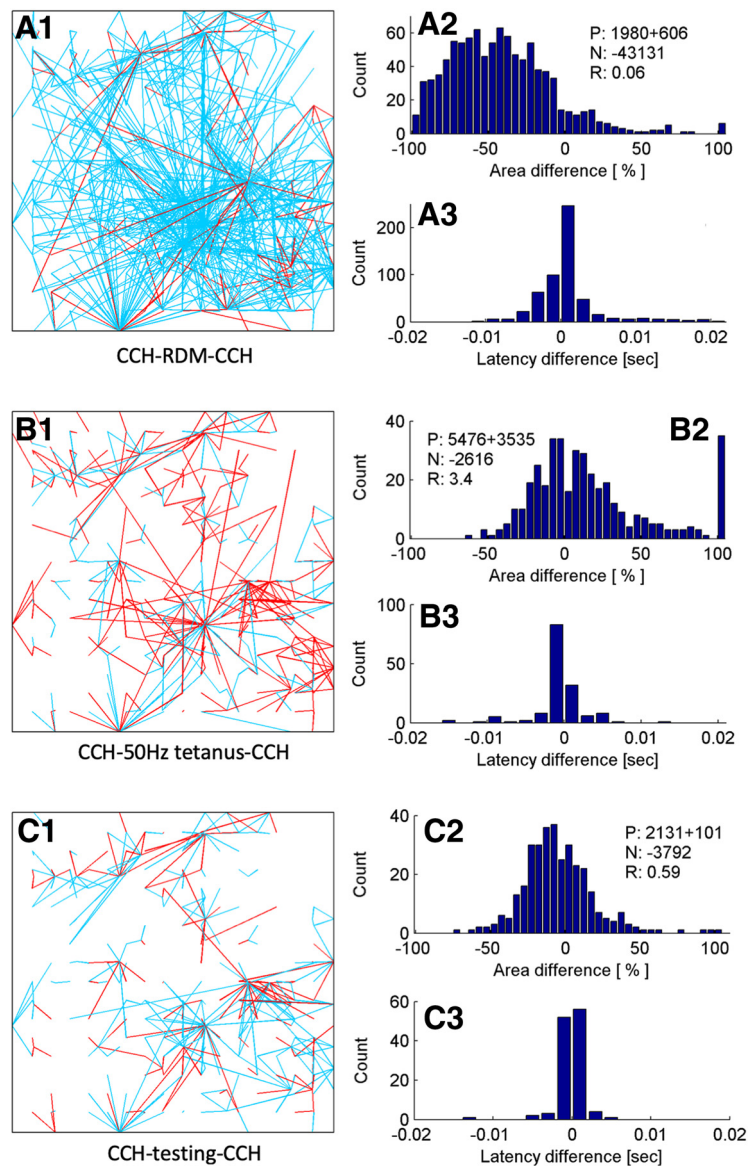 A1
CCH-RDM-CCH
A2
P: 1980+606
N: -43131
R: 0.06
Count
60
40
20
0
-100 -50 0 50 100
Area difference [ % ]
A3
Count
200
100
0
-0.02 -0.01 0 0.01 0.02
Latency difference [sec]
B1
CCH-50Hz tetanus-CCH
B2
P: 5476+3535
N: -2616
R: 3.4
Count
40
20
0
-100 -50 0 50 100
Area difference [ % ]
B3
Count
100
50
0
-0.02 -0.01 0 0.01 0.02
Latency difference [sec]
C1
CCH-testing-CCH
C2
P: 2131+101
N: -3792
R: 0.59
Count
40
20
0
-100 -50 0 50 100
Area difference [ % ]
C3
Count
60
40
20
0
-0.02 -0.01 0 0.01 0.02
Latency difference [sec]